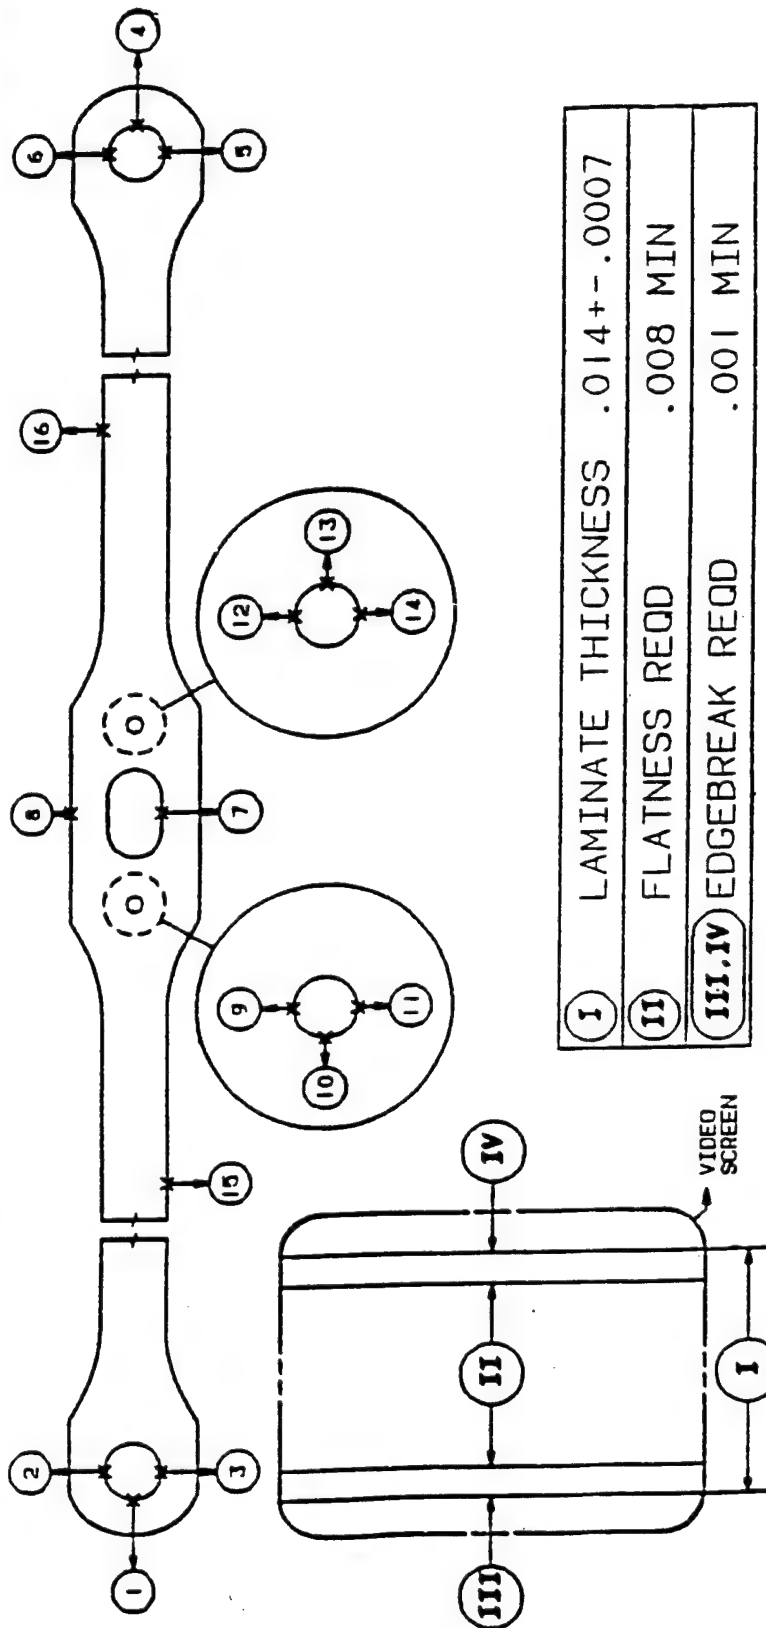 2
6
1
4
3
5
8
16
7
15
9
12
10
13
11
14
IV
III
II
I
VIDEO
SCREEN
I LAMINATE THICKNESS .014+-.0007
II FLATNESS REQD .008 MIN
III,IV EDGEBREAK REQD .001 MIN